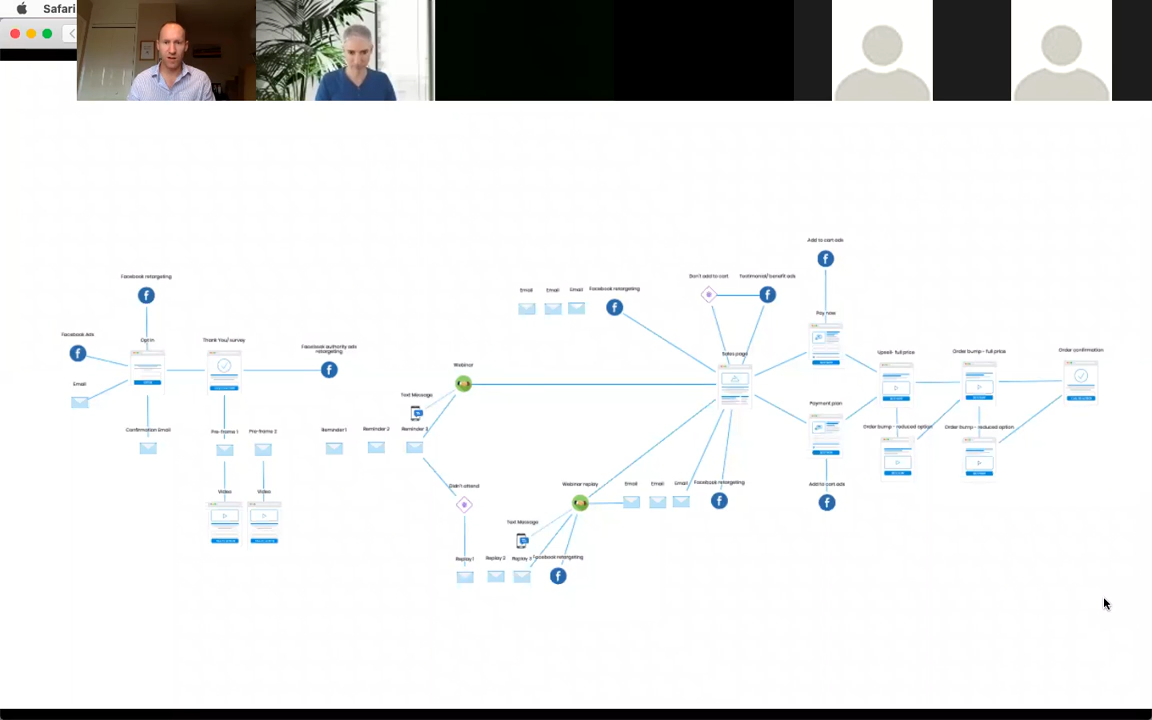 Safari
Add to cart ads
Facebook retargeting
Don't add to cart
Testimonial/ benefit ads
Email
Email
Email
Facebook retargeting
Pay now
Facebook Ads
Opt in
Thank You/ survey
Facebook authority ads
retargeting
Sales page
Upsell- full price
Order bump - full price
Order confirmation
Webinar
Email
Text Message
Payment plan
Confirmation Email
Pre-frame 1
Pre-frame 2
Reminder 1
Reminder 2
Reminder 3
Order bump - reduced option
Order bump - reduced option
Video
Video
Didn't attend
Webinar replay
Email
Email
Email
Facebook retargeting
Add to cart ads
Text Message
Replay 1
Replay 2
Replay 3
Facebook retargeting